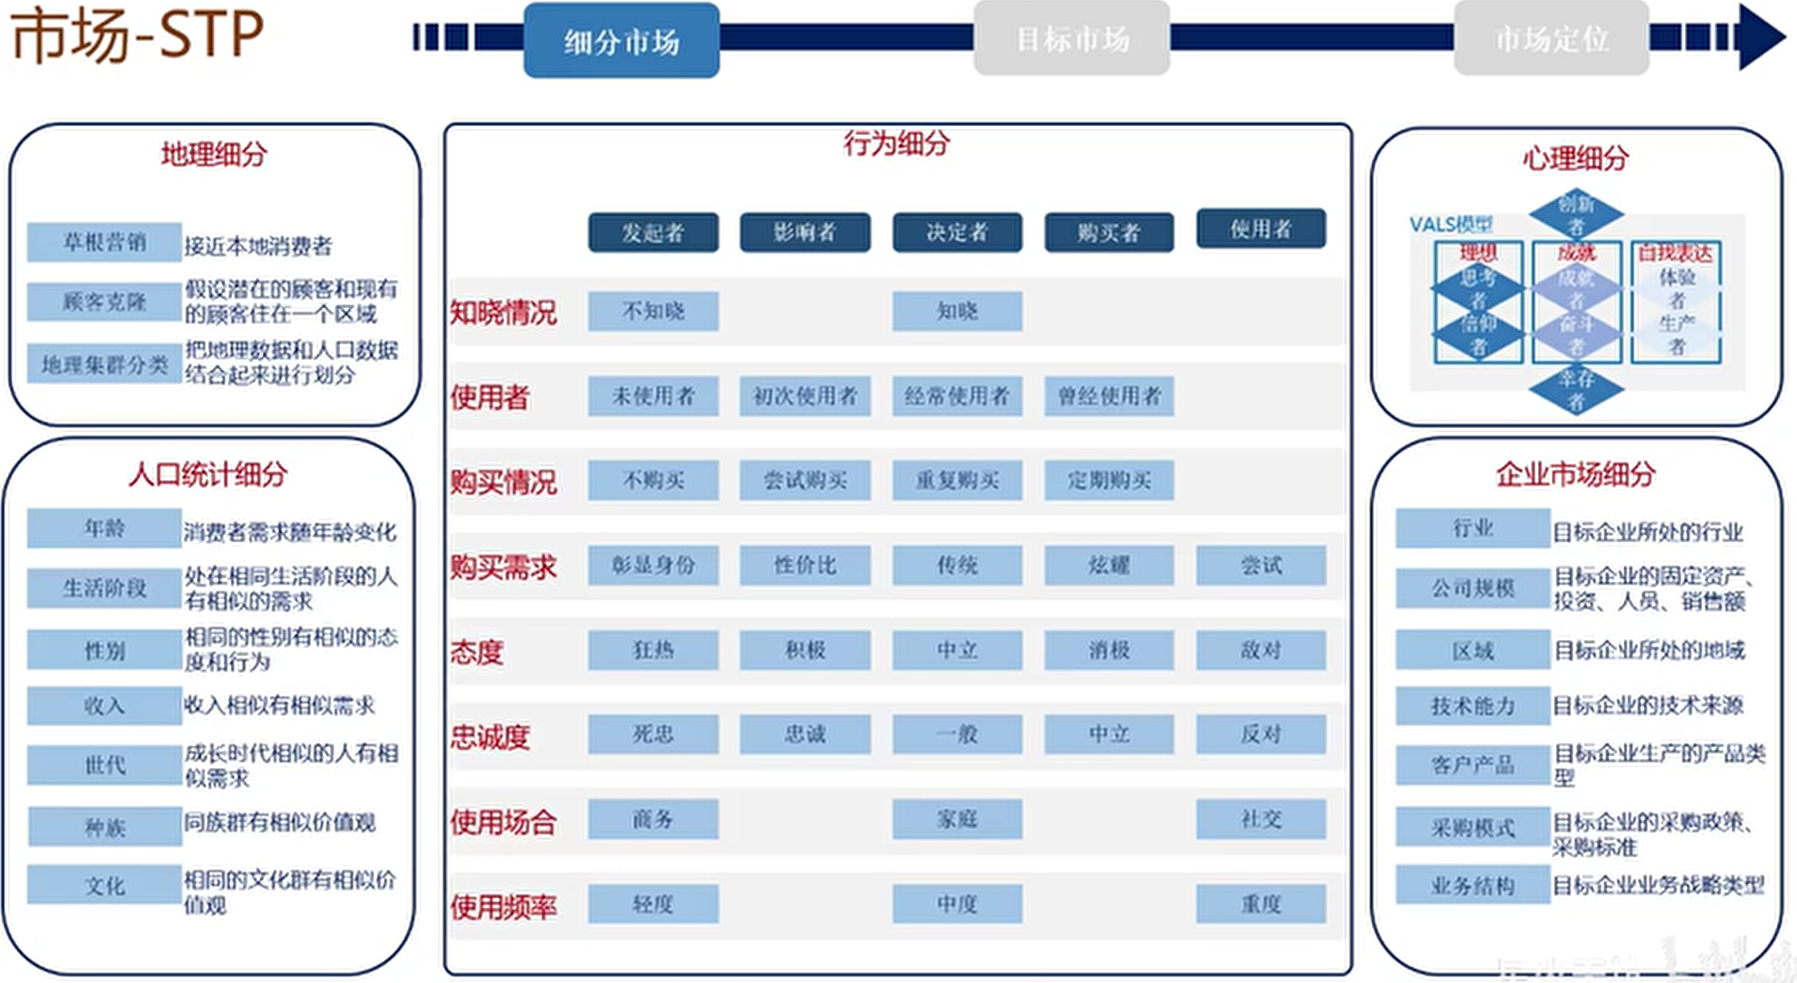 市场-STP
细分市场
目标市场
市场定位
地理细分
草根营销
接近本地消费者
顾客克隆
假设潜在的顾客和现有
的顾客住在一个区域
地理集群分类
把地理数据和人口数据
结合起来进行划分
人口统计细分
年龄
消费者需求随年龄变化
生活阶段
处在相同生活阶段的人
有相似的需求
性别
相同的性别有相似的态
度和行为
收入
收入相似有相似需求
世代
成长时代相似的人有相
似需求
种族
同族群有相似价值观
文化
相同的文化群有相似价
值观
行为细分
发起者
影响者
决定者
购买者
使用者
知晓情况
不知晓
知晓
使用者
未使用者
初次使用者
经常使用者
曾经使用者
购买情况
不购买
尝试购买
重复购买
定期购买
购买需求
彰显身份
性价比
传统
炫耀
尝试
态度
狂热
积极
中立
消极
敌对
忠诚度
死忠
忠诚
一般
中立
反对
使用场合
商务
家庭
社交
使用频率
轻度
中度
重度
心理细分
VALS模型
创新
者
理想
成就
自我表达
思考
者
成就
者
体验
者
信仰
者
奋斗
者
生产
者
幸存
者
企业市场细分
行业
目标企业所处的行业
公司规模
目标企业的固定资产、
投资、人员、销售额
区域
目标企业所处的地域
技术能力
目标企业的技术来源
客户产品
目标企业生产的产品类
型
采购模式
目标企业的采购政策、
采购标准
业务结构
目标企业业务战略类型